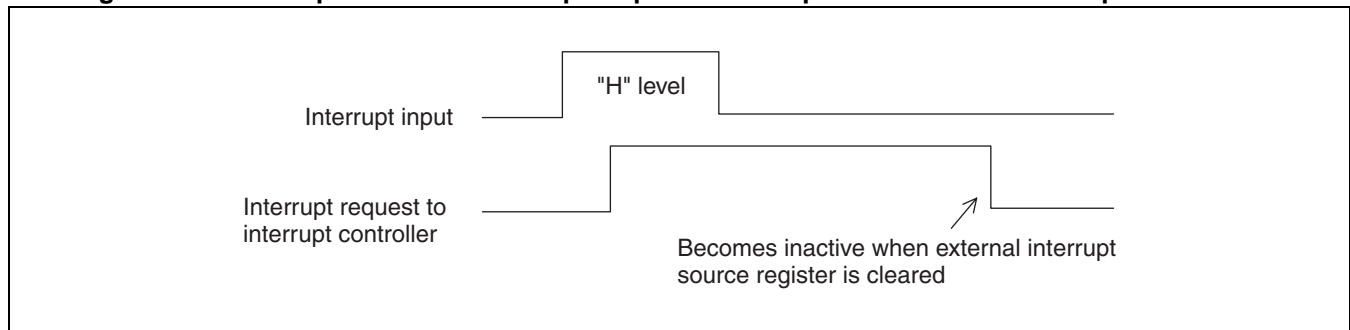 "H" level
Interrupt input
Interrupt request to
interrupt controller
Becomes inactive when external interrupt
source register is cleared